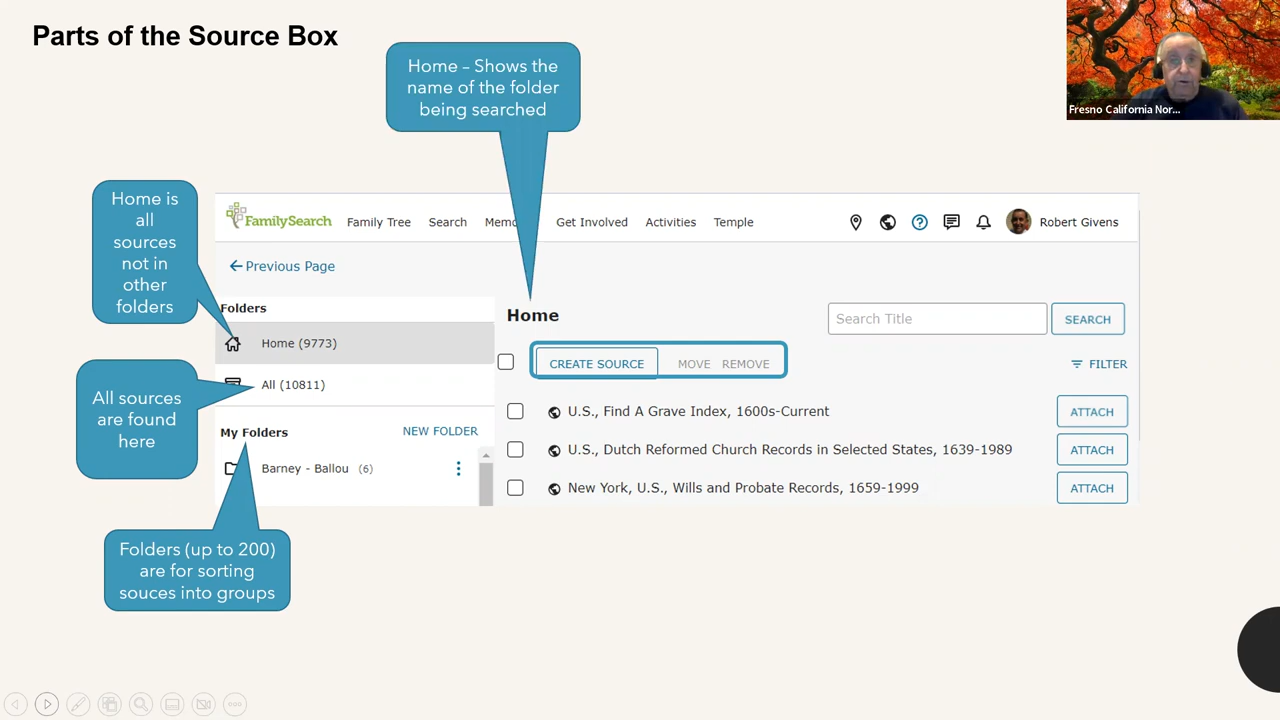 Parts of the Source Box
Fresno California Nor...
Home – Shows the
name of the folder
being searched
Home is
all
sources
not in
other
folders
FamilySearch
Family Tree
Search
Memo
Get Involved
Activities
Temple
Robert Givens
Previous Page
Folders
Home (9773)
All (10811)
All sources
are found
here
My Folders
NEW FOLDER
Barney - Ballou (6)
Folders (up to 200)
are for sorting
souces into groups
Home
Search Title
SEARCH
CREATE SOURCE
MOVE
REMOVE
FILTER
U.S., Find A Grave Index, 1600s-Current
ATTACH
U.S., Dutch Reformed Church Records in Selected States, 1639-1989
ATTACH
New York, U.S., Wills and Probate Records, 1659-1999
ATTACH